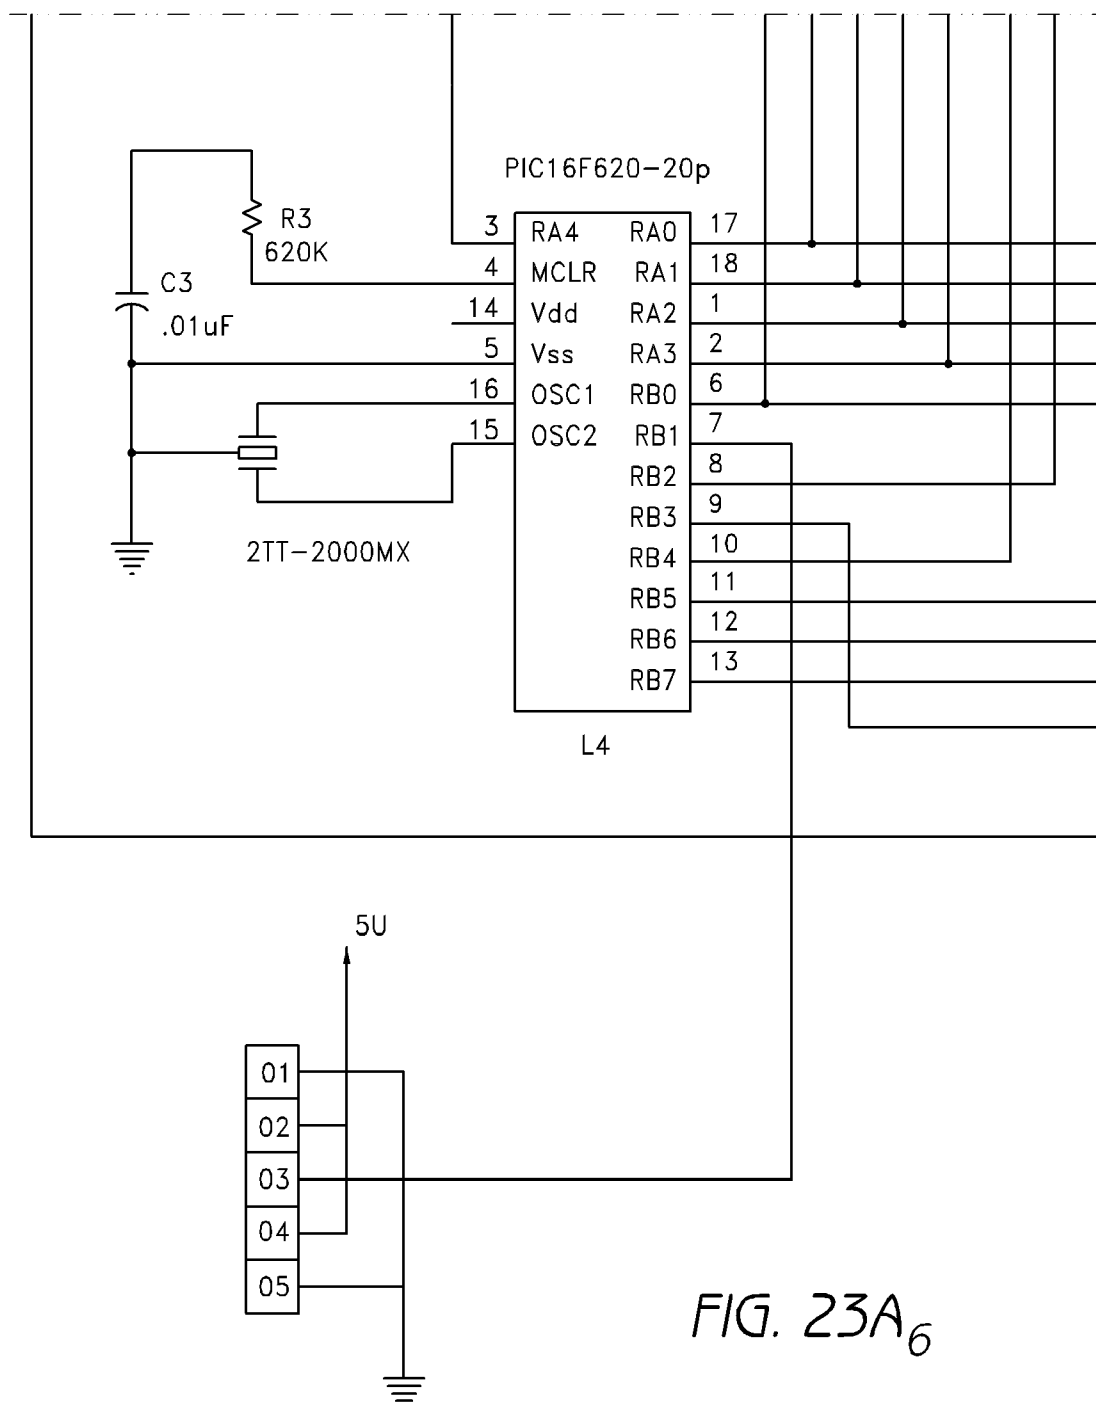 PIC16F620-20p
R3
620K
C3
.01uF
3 RA4 RA0 17
4 MCLR RA1 18
14 Vdd RA2 1
5 Vss RA3 2
16 OSC1 RB0 6
15 OSC2 RB1 7
RB2 8
RB3 9
RB4 10
RB5 11
RB6 12
RB7 13
2TT-2000MX
L4
5U
01
02
03
04
05
FIG. 23A6